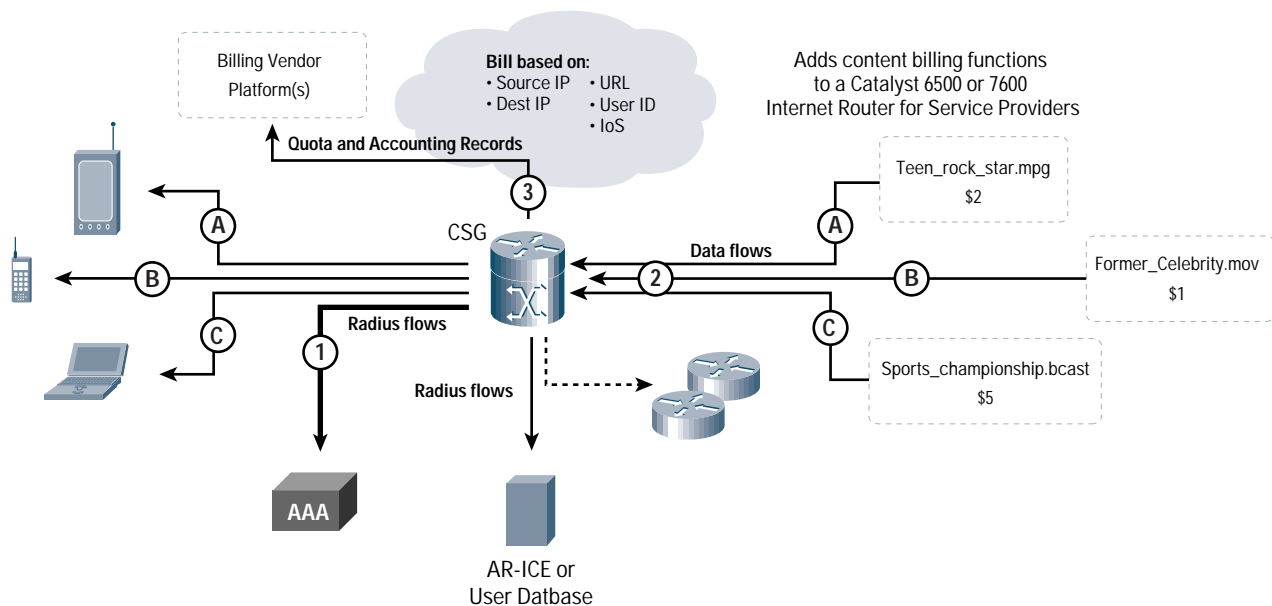 Billing Vendor
Platform(s)
Bill based on:
• Source IP
• Dest IP
• URL
• User ID
• IoS
Adds content billing functions
to a Catalyst 6500 or 7600
Internet Router for Service Providers
Quota and Accounting Records
3
Teen_rock_star.mpg
$2
A
CSG
A
Data flows
B
2
B
Former_Celebrity.mov
$1
C
Radius flows
1
C
Sports_championship.bcast
$5
Radius flows
AAA
AR-ICE or
User Datbase